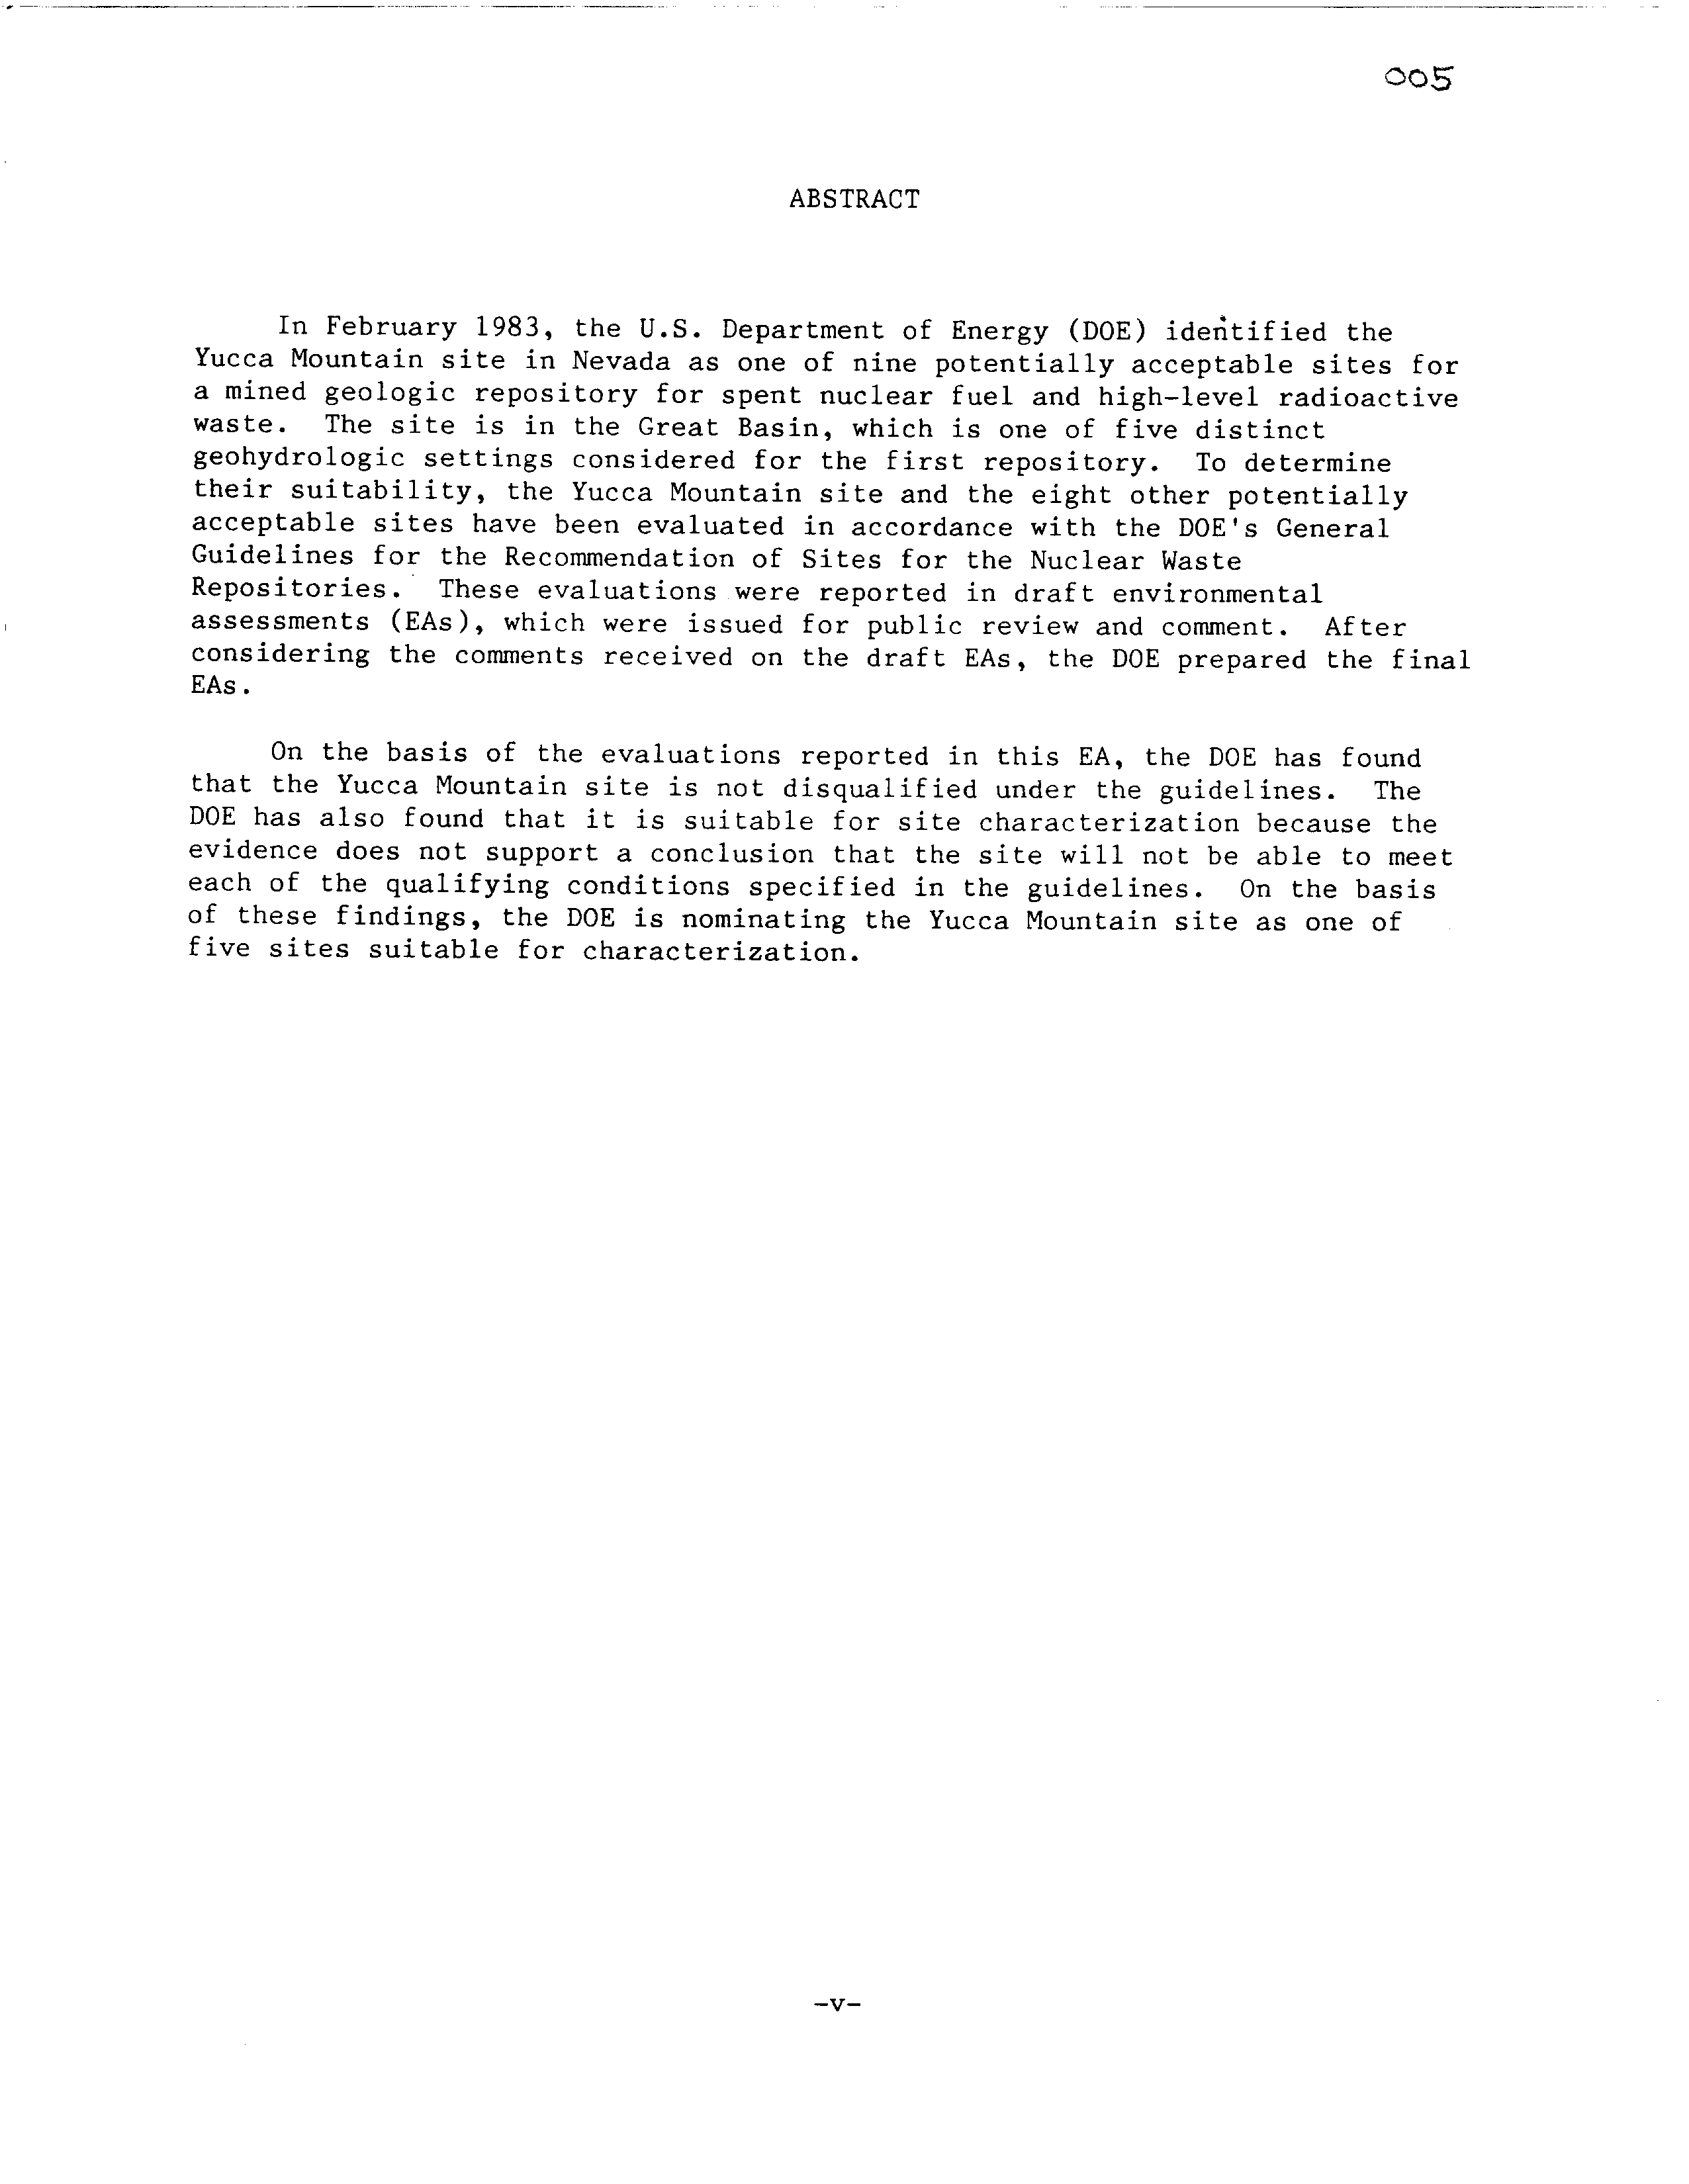 005
ABSTRACT
In February 1983, the U.S. Department of Energy (DOE) identified the
Yucca Mountain site in Nevada as one of nine potentially acceptable sites for
a mined geologic repository for spent nuclear fuel and high-level radioactive
waste. The site is in the Great Basin, which is one of five distinct
geohydrologic settings considered for the first repository. To determine
their suitability, the Yucca Mountain site and the eight other potentially
acceptable sites have been evaluated in accordance with the DOE's General
Guidelines for the Recommendation of Sites for the Nuclear Waste
Repositories. These evaluations were reported in draft environmental
assessments (EAs), which were issued for public review and comment. After
considering the comments received on the draft EAs, the DOE prepared the final
EAs.
On the basis of the evaluations reported in this EA, the DOE has found
that the Yucca Mountain site is not disqualified under the guidelines. The
DOE has also found that it is suitable for site characterization because the
evidence does not support a conclusion that the site will not be able to meet
each of the qualifying conditions specified in the guidelines. On the basis
of these findings, the DOE is nominating the Yucca Mountain site as one of
five sites suitable for characterization.
-v-